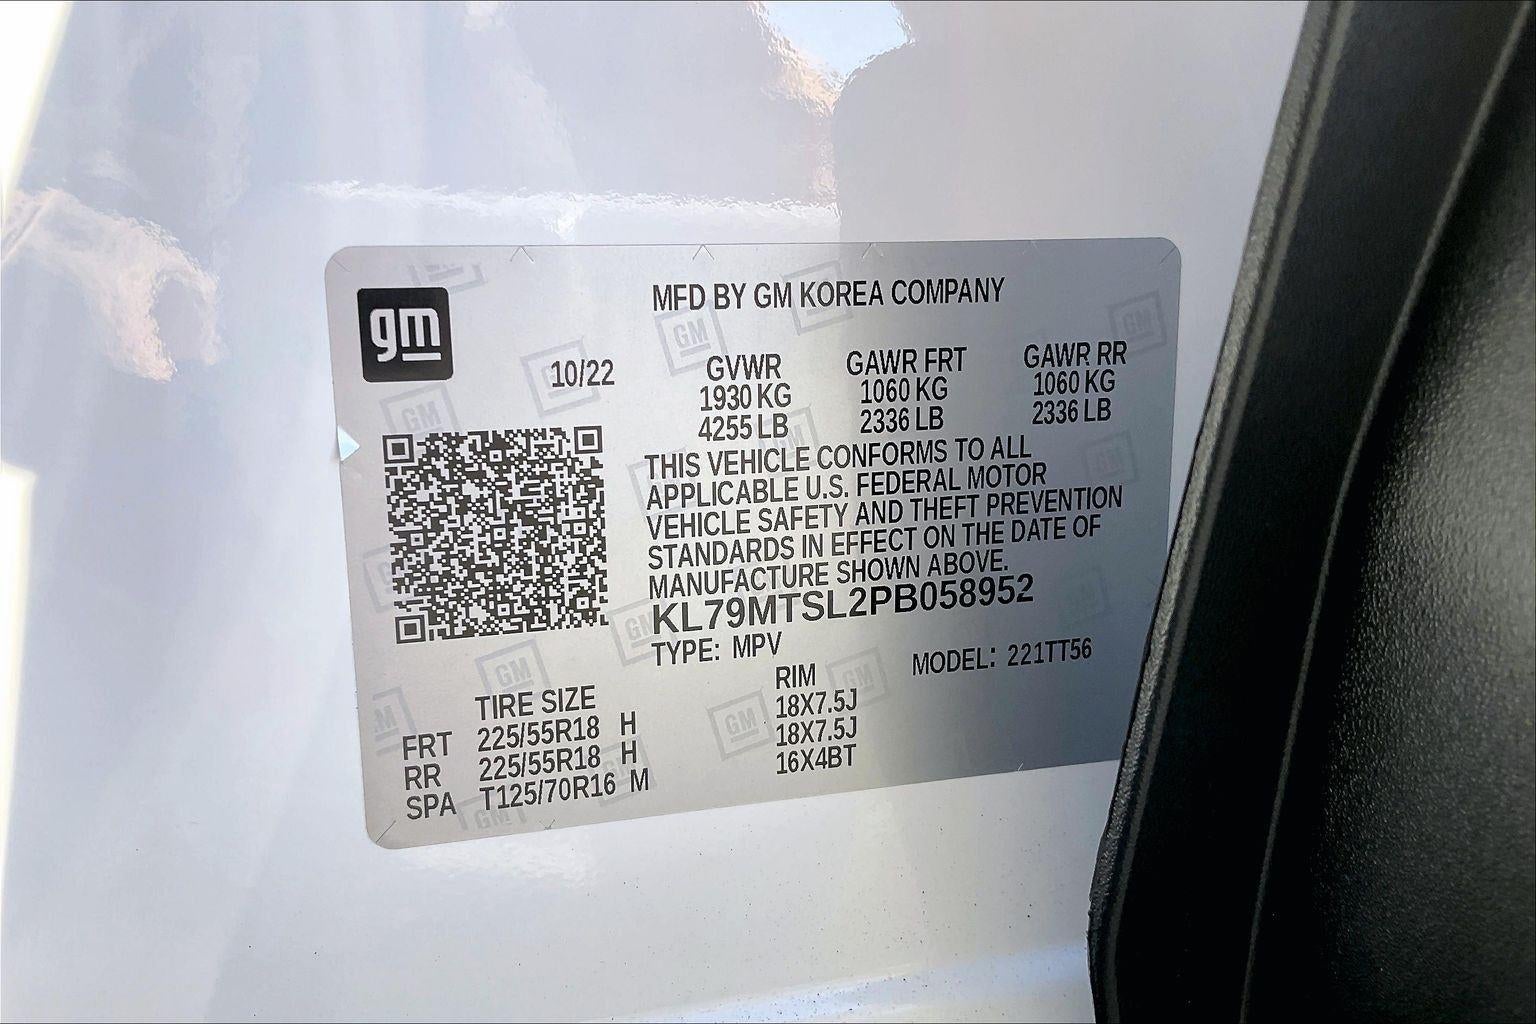 gm
MFD BY GM KOREA COMPANY
10/22
GVWR GAWR FRT GAWR RR
1930 KG 1060 KG 1060 KG
4255 LB 2336 LB 2336 LB
THIS VEHICLE CONFORMS TO ALL
APPLICABLE U.S. FEDERAL MOTOR
VEHICLE SAFETY AND THEFT PREVENTION
STANDARDS IN EFFECT ON THE DATE OF
MANUFACTURE SHOWN ABOVE.
KL79MTSL2PB058952
TYPE: MPV MODEL: 221TT56
TIRE SIZE RIM
FRT 225/55R18 H 18X7.5J
RR 225/55R18 H 18X7.5J
SPA T125/70R16 M 16X4BT